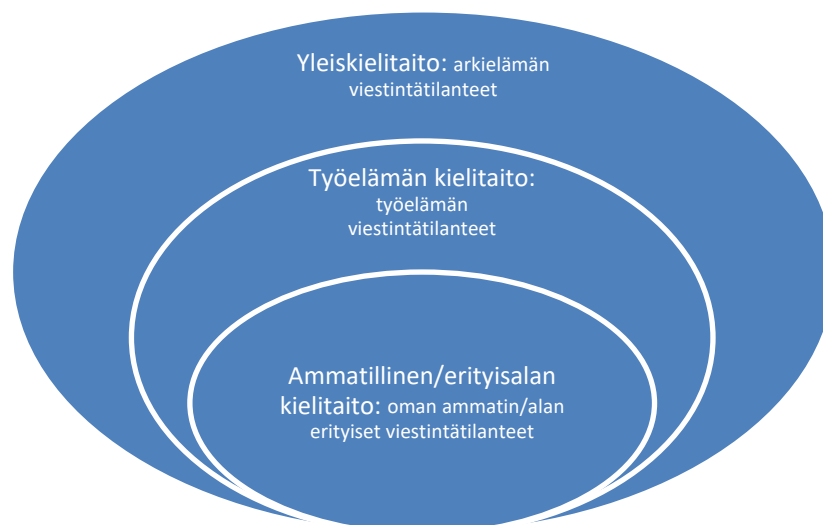 Yleiskielitaito: arkielämän
viestintätilanteet
Työelämän kielitaito:
työelämän
viestintätilanteet
Ammatillinen/erityisalan
kielitaito: oman ammatin/alan
erityiset viestintätilanteet